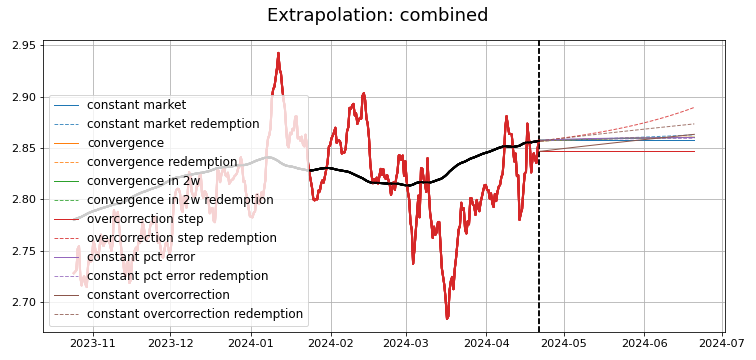 Extrapolation: combined
2.95
2.90
2.85
2.80
2.75
2.70
constant market
constant market redemption
convergence
convergence redemption
convergence in 2w
convergence in 2w redemption
overcorrection step
overcorrection step redemption
constant pct error
constant pct error redemption
constant overcorrection
constant overcorrection redemption
2023-11 2023-12 2024-01 2024-02 2024-03 2024-04 2024-05 2024-06 2024-07